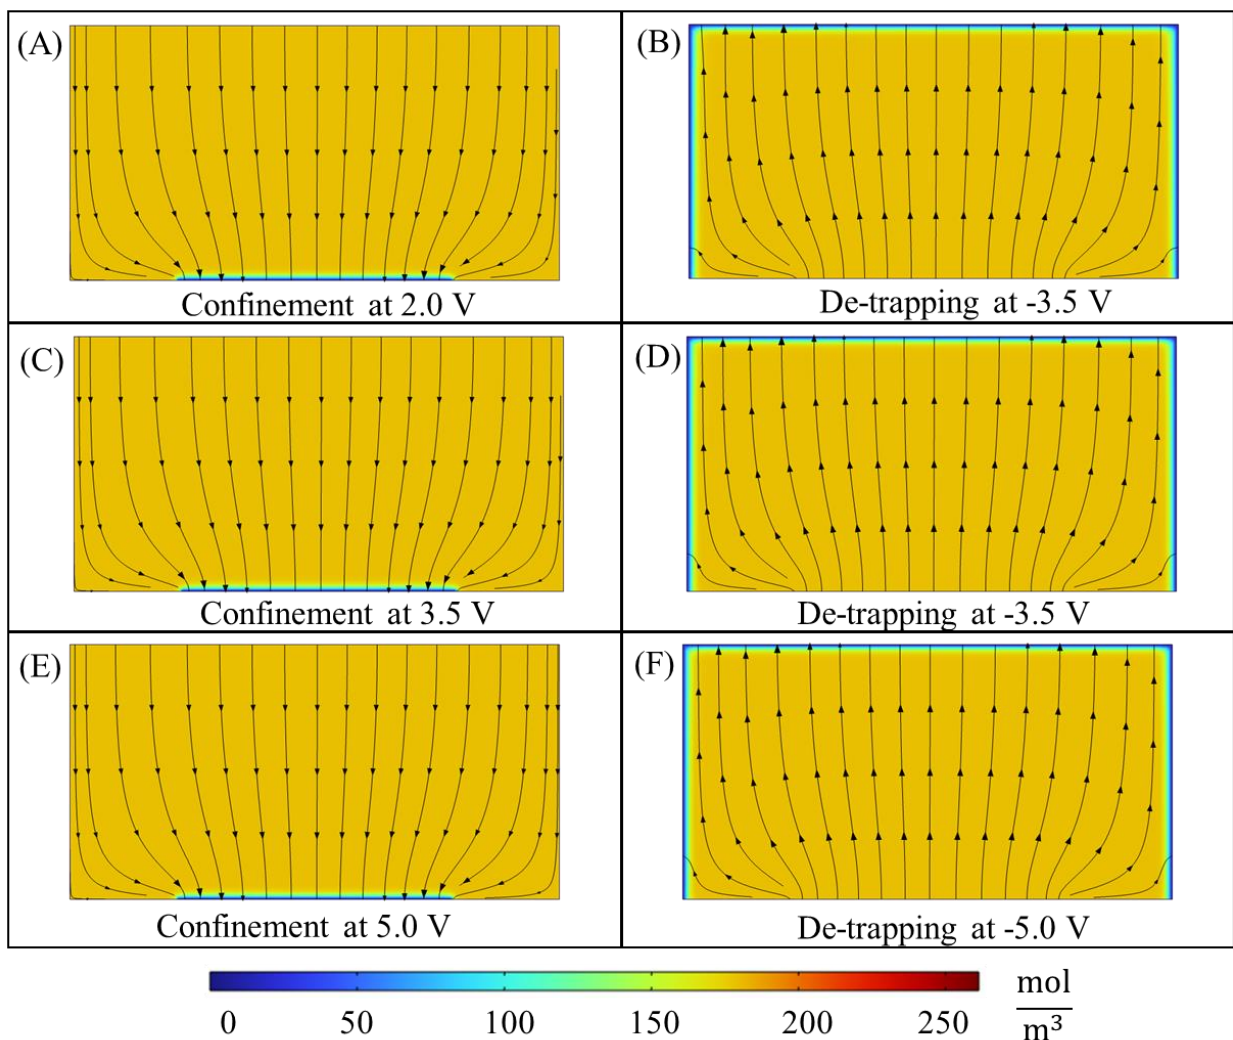 (A)
Confinement at 2.0 V
(B)
De-trapping at -3.5 V
(C)
Confinement at 3.5 V
(D)
De-trapping at -3.5 V
(E)
Confinement at 5.0 V
(F)
De-trapping at -5.0 V
0 50 100 150 200 250
mol
m³